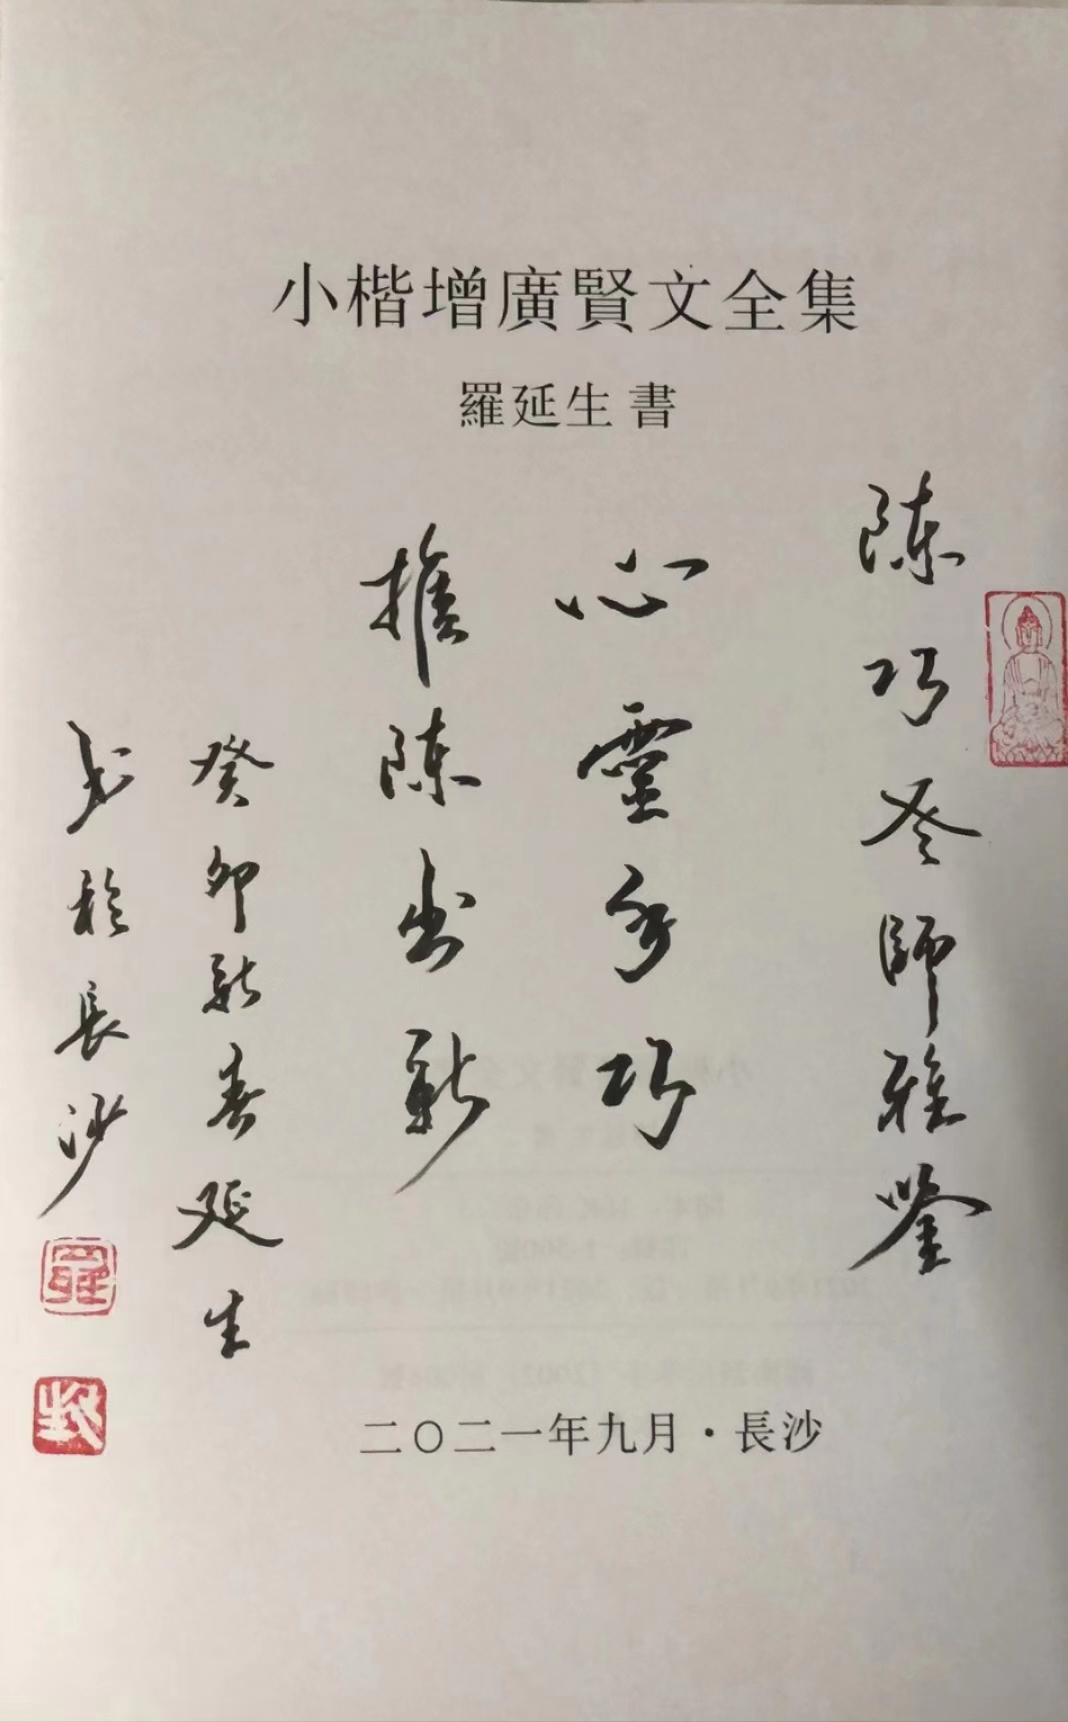 小楷增廣賢文全集
羅延生 書
陳巧老師雅鑒
心靈手巧
推陳出新
癸卯新春延生
書於長沙
二〇二一年九月·長沙